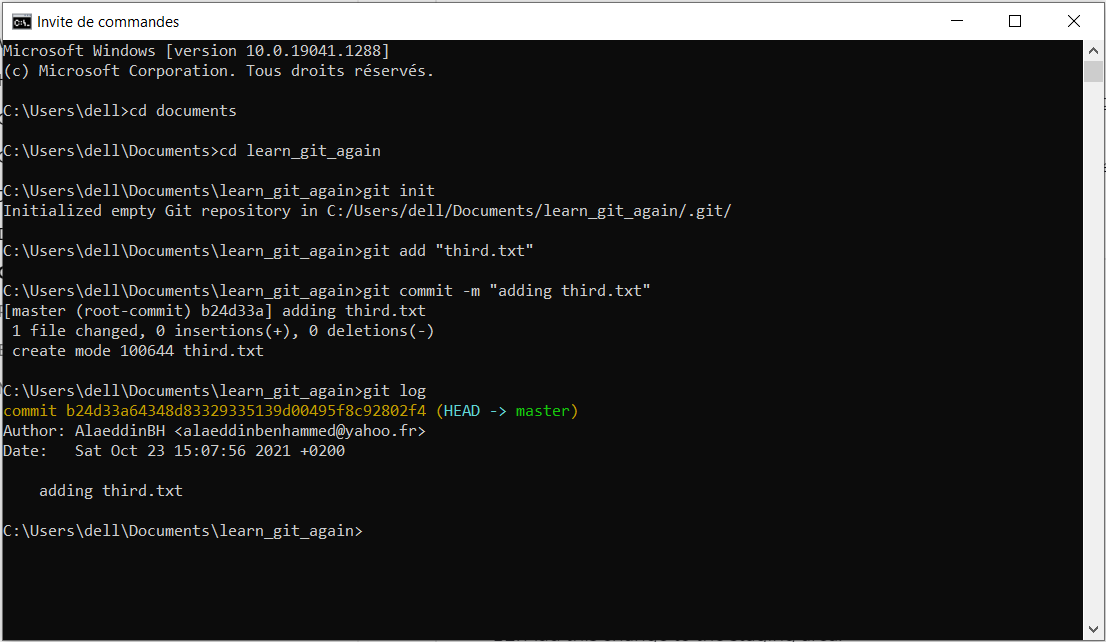 Invite de commandes
Microsoft Windows [version 10.0.19041.1288]
(c) Microsoft Corporation. Tous droits réservés.
C:\Users\dell>cd documents
C:\Users\dell\Documents>cd learn_git_again
C:\Users\dell\Documents\learn_git_again>git init
Initialized empty Git repository in C:/Users/dell/Documents/learn_git_again/.git/
C:\Users\dell\Documents\learn_git_again>git add "third.txt"
C:\Users\dell\Documents\learn_git_again>git commit -m "adding third.txt"
[master (root-commit) b24d33a] adding third.txt
 1 file changed, 0 insertions(+), 0 deletions(-)
 create mode 100644 third.txt
C:\Users\dell\Documents\learn_git_again>git log
commit b24d33a64348d83329335139d00495f8c92802f4 (HEAD -> master)
Author: AlaeddinBH <alaeddinbenhammed@yahoo.fr>
Date:   Sat Oct 23 15:07:56 2021 +0200
    adding third.txt
C:\Users\dell\Documents\learn_git_again>